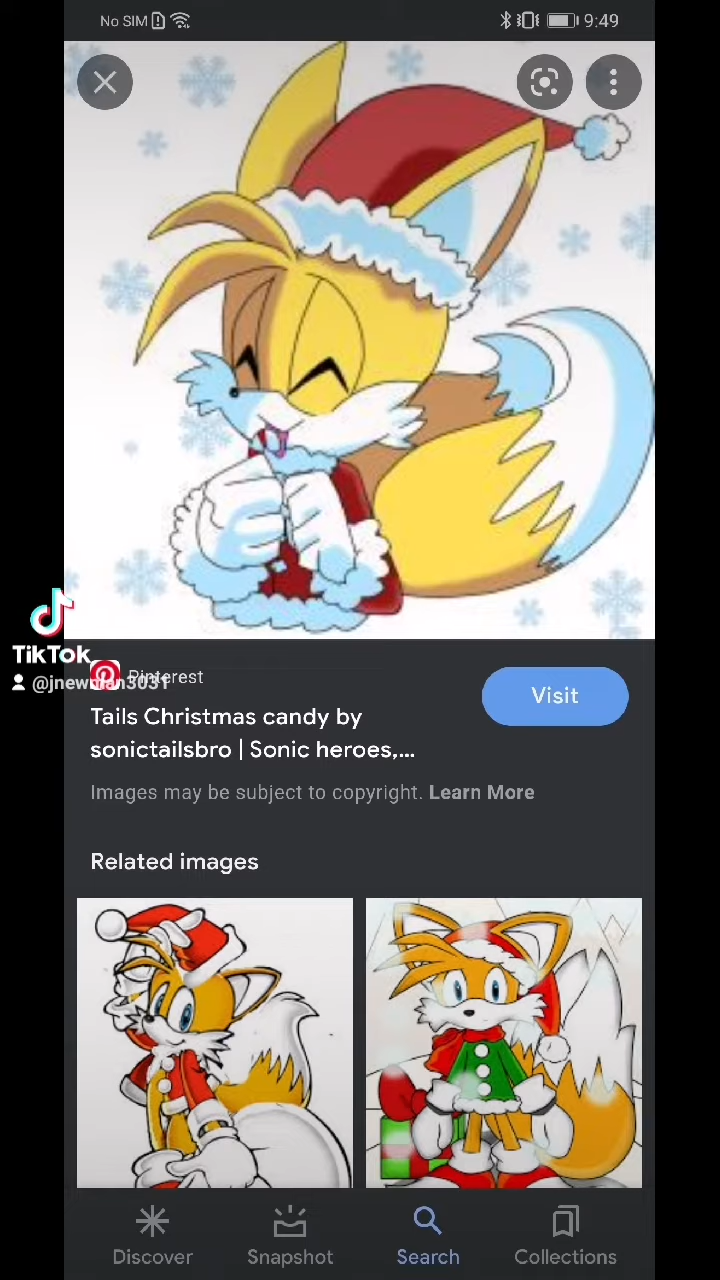 No SIM
9:49
TikTok
@jnewman3031
Pinterest
Tails Christmas candy by
sonictailsbro | Sonic heroes,...
Visit
Images may be subject to copyright. Learn More
Related images
Discover
Snapshot
Search
Collections